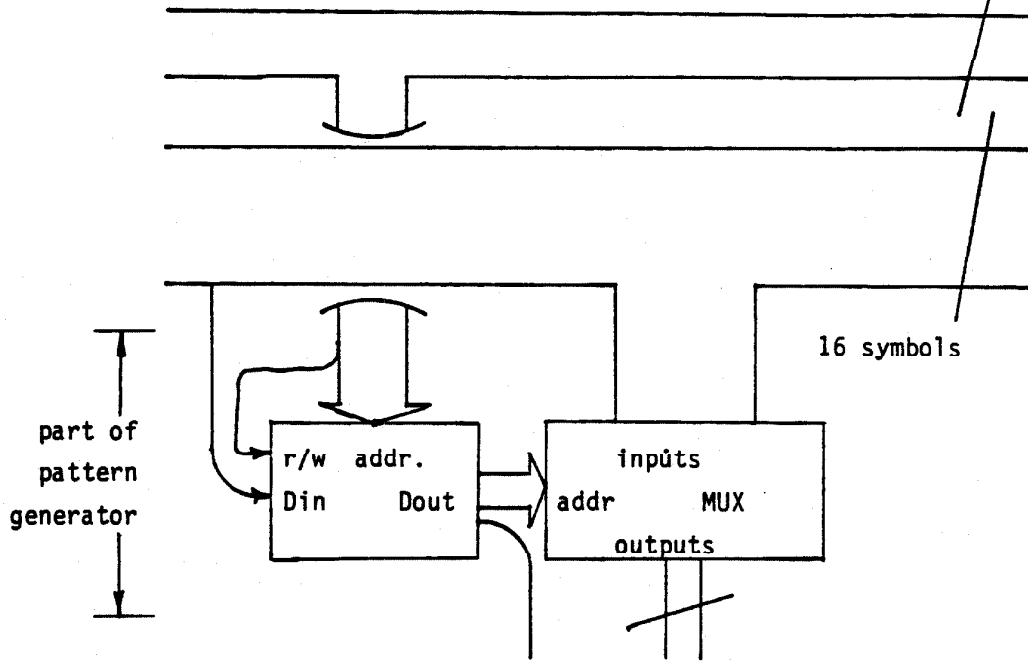 16 symbols
part of
pattern
generator
r/w addr.
Din Dout
inputs
addr MUX
outputs